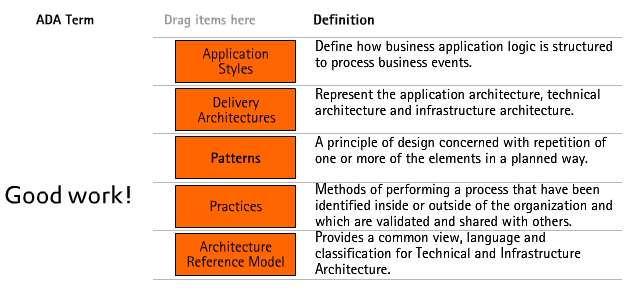 ADA Term
Drag items here
Definition
Application
Styles
Define how business application logic is structured
to process business events.
Delivery
Architectures
Represent the application architecture, technical
architecture and infrastructure architecture.
Patterns
A principle of design concerned with repetition of
one or more of the elements in a planned way.
Good work!
Practices
Methods of performing a process that have been
identified inside or outside of the organization and
which are validated and shared with others.
Architecture
Reference Model
Provides a common view, language and
classification for Technical and Infrastructure
Architecture.